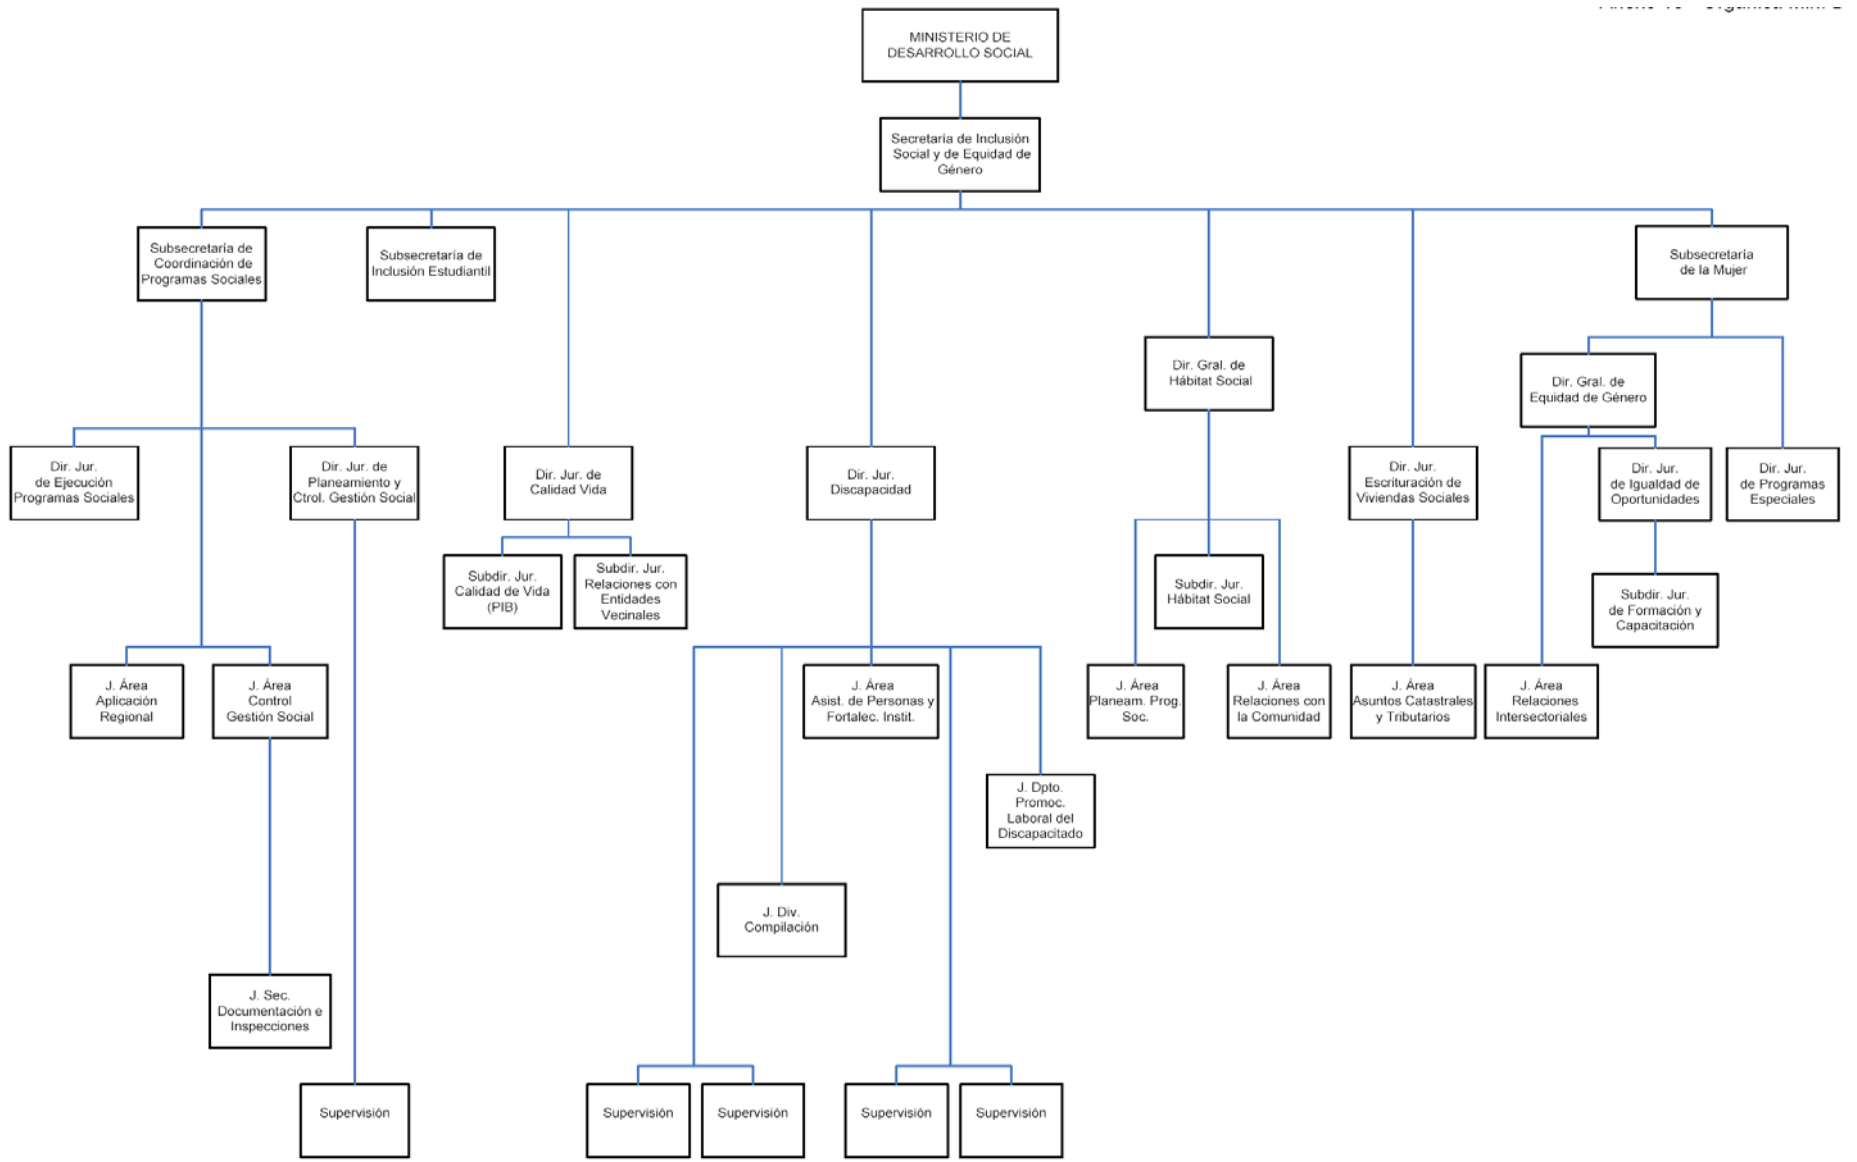 MINISTERIO DE
DESARROLLO SOCIAL
Secretaría de Inclusión
Social y de Equidad de
Género
Subsecretaría de
Coordinación de
Programas Sociales
Subsecretaría de
Inclusión Estudiantil
Subsecretaría
de la Mujer
Dir. Gral. de
Hábitat Social
Dir. Gral. de
Equidad de Género
Dir. Jur.
de Ejecución
Programas Sociales
Dir. Jur. de
Planeamiento y
Ctrol. Gestión Social
Dir. Jur. de
Calidad Vida
Dir. Jur.
Discapacidad
Dir. Jur.
Escrituración de
Viviendas Sociales
Dir. Jur.
de Igualdad de
Oportunidades
Dir. Jur.
de Programas
Especiales
Subdir. Jur.
Calidad de Vida
(PIB)
Subdir. Jur.
Relaciones con
Entidades
Vecinales
Subdir. Jur.
Hábitat Social
Subdir. Jur.
de Formación y
Capacitación
J. Área
Aplicación
Regional
J. Área
Control
Gestión Social
J. Área
Asist. de Personas y
Fortalec. Instit.
J. Área
Planeam. Prog.
Soc.
J. Área
Relaciones con
la Comunidad
J. Área
Asuntos Catastrales
y Tributarios
J. Área
Relaciones
Intersectoriales
J. Dpto.
Promoc.
Laboral del
Discapacitado
J. Div.
Compilación
J. Sec.
Documentación e
Inspecciones
Supervisión
Supervisión
Supervisión
Supervisión
Supervisión